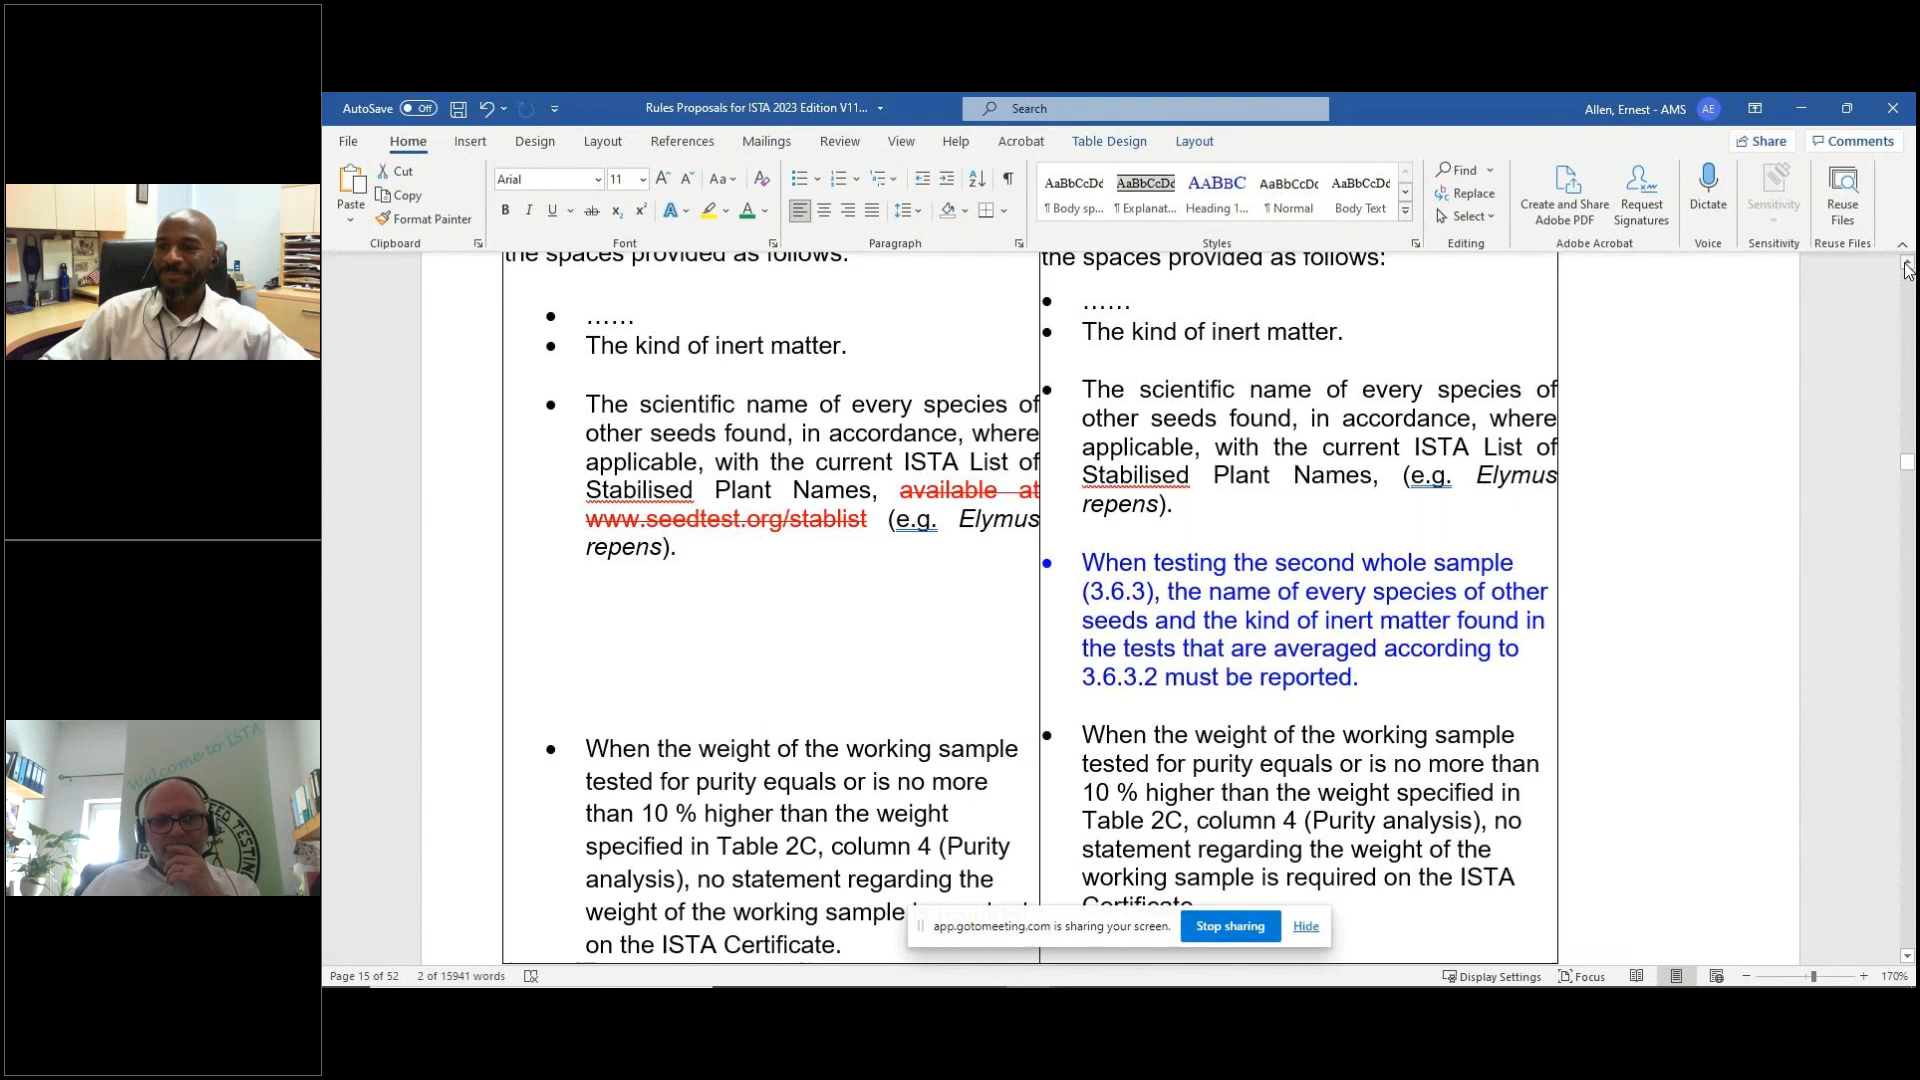 AutoSave Off
Rules Proposals for ISTA 2023 Edition V11...
Search
Allen, Ernest - AMS AE
File Home Insert Design Layout References Mailings Review View Help Acrobat Table Design Layout
Share Comments
Paste
Cut
Copy
Format Painter
Clipboard
Arial 11
Font
Paragraph
AaBbCcDd AaBbCcDd AABBC AaBbCcDc AaBbCcDd
¶ Body sp... ¶ Explanat... Heading 1... ¶ Normal Body Text
Styles
Find
Replace
Select
Editing
Create and Share
Adobe PDF
Request
Signatures
Adobe Acrobat
Dictate
Voice
Sensitivity
Sensitivity
Reuse
Files
Reuse Files
the spaces provided as follows:
• ……
• The kind of inert matter.
• The scientific name of every species of
other seeds found, in accordance, where
applicable, with the current ISTA List of
Stabilised Plant Names, available at
www.seedtest.org/stablist (e.g. Elymus
repens).
• When the weight of the working sample
tested for purity equals or is no more
than 10 % higher than the weight
specified in Table 2C, column 4 (Purity
analysis), no statement regarding the
weight of the working sample
on the ISTA Certificate.
the spaces provided as follows:
• ……
• The kind of inert matter.
• The scientific name of every species of
other seeds found, in accordance, where
applicable, with the current ISTA List of
Stabilised Plant Names, (e.g. Elymus
repens).
• When testing the second whole sample
(3.6.3), the name of every species of other
seeds and the kind of inert matter found in
the tests that are averaged according to
3.6.3.2 must be reported.
• When the weight of the working sample
tested for purity equals or is no more than
10 % higher than the weight specified in
Table 2C, column 4 (Purity analysis), no
statement regarding the weight of the
working sample is required on the ISTA
Certificate
app.gotomeeting.com is sharing your screen. Stop sharing Hide
Page 15 of 52 2 of 15941 words
Display Settings Focus 170%
Welcome to ISTA